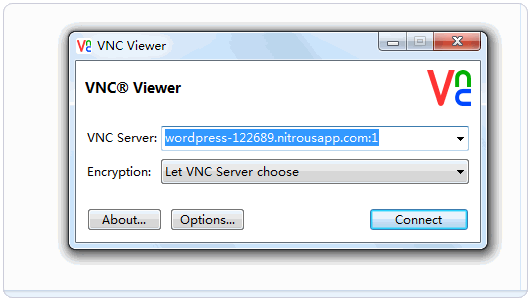 VNC Viewer
VNC® Viewer
VNC Server: wordpress-122689.nitrousapp.com:1
Encryption: Let VNC Server choose
About... Options... Connect